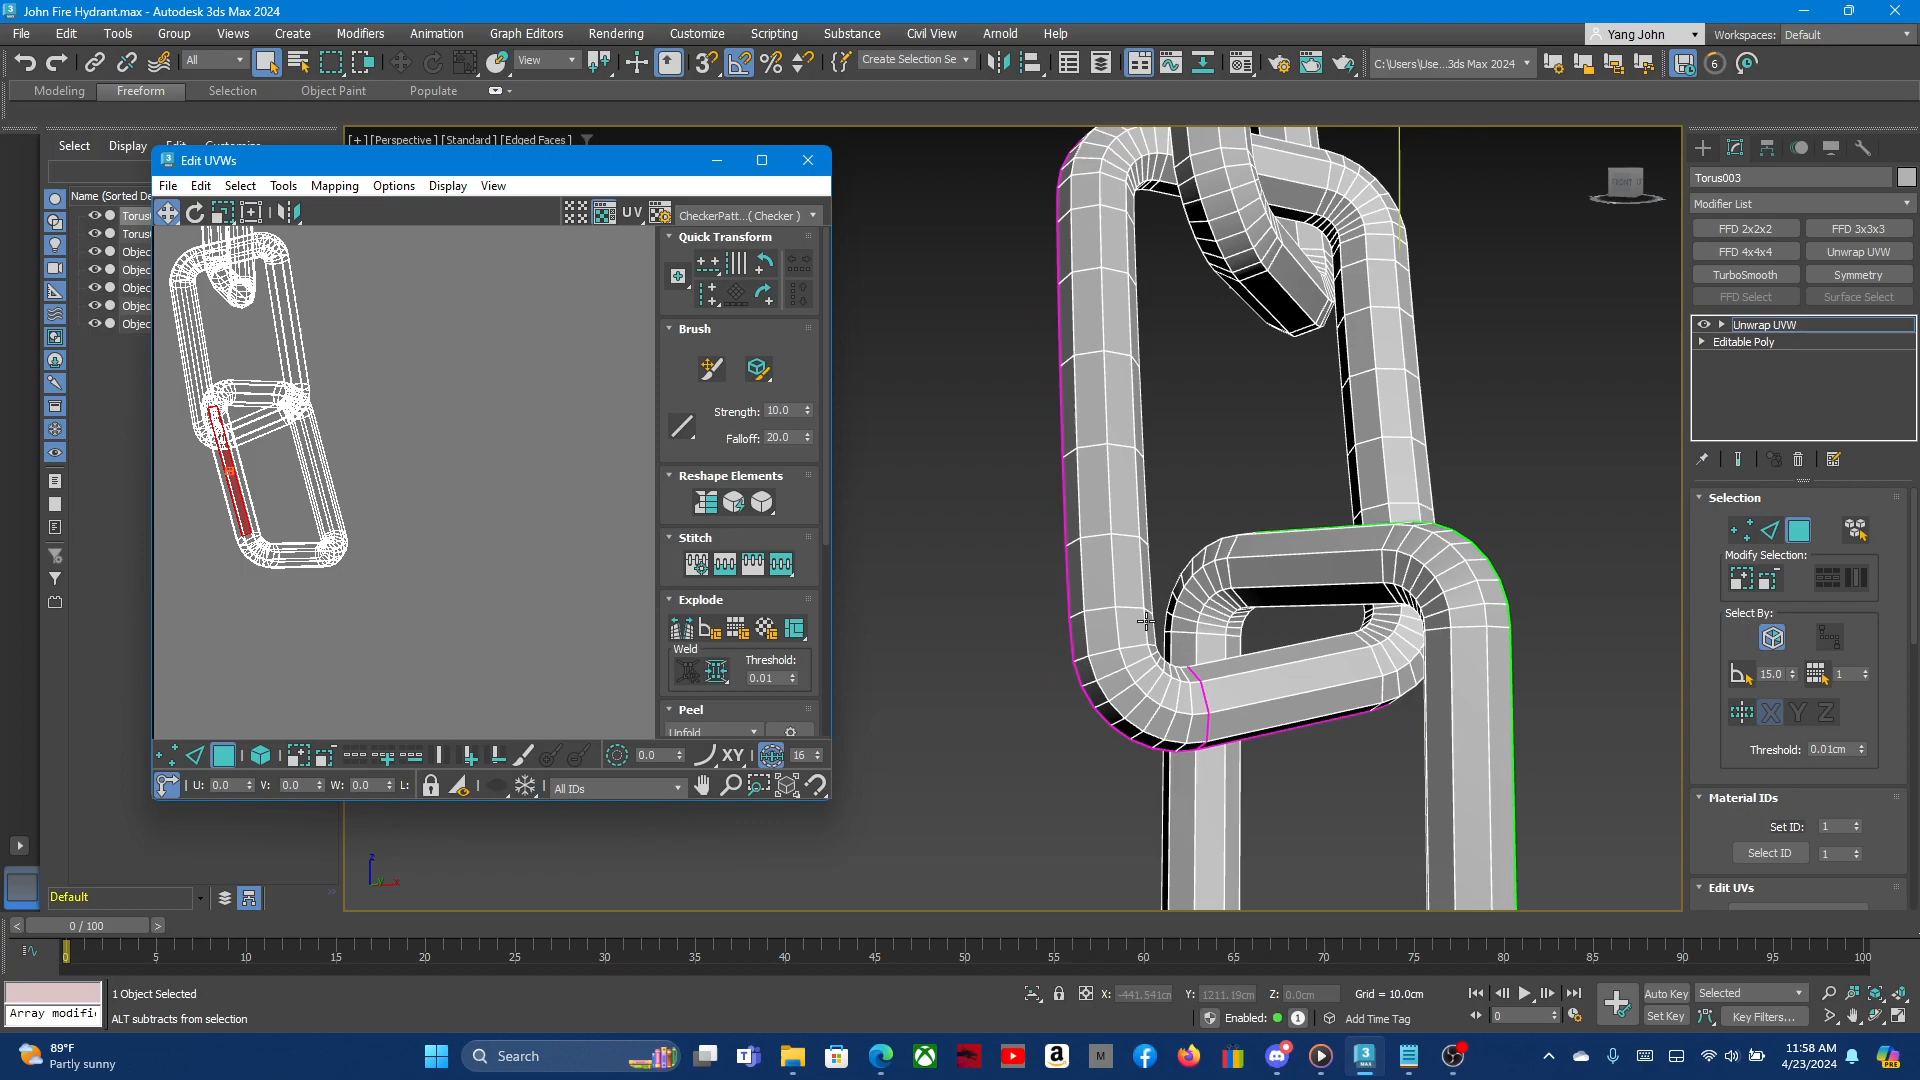 John Fire Hydrant.max - Autodesk 3ds Max 2024
File Edit Tools Group Views Create Modifiers Animation Graph Editors Rendering Customize Scripting Substance Civil View Arnold Help
Yang John
Workspaces: Default
All
View
Create Selection Se
C:\Users\Use...3ds Max 2024
6
Modeling Freeform Selection Object Paint Populate
Select Display Edit Customize
[+] [Perspective] [Standard] [Edged Faces]
Name (Sorted De
Torus
Torus
Objec
Objec
Objec
Objec
Objec
Edit UVWs
File Edit Select Tools Mapping Options Display View
UV
CheckerPatt...( Checker )
Quick Transform
Brush
Strength: 10.0
Falloff: 20.0
Reshape Elements
Stitch
Explode
Weld
Threshold:
0.01
Peel
Unfold
0.0
XY
16
U: 0.0 V: 0.0 W: 0.0 L:
All IDs
FRONT
Torus003
Modifier List
FFD 2x2x2 FFD 3x3x3
FFD 4x4x4 Unwrap UVW
TurboSmooth Symmetry
FFD Select Surface Select
Unwrap UVW
Editable Poly
Selection
Modify Selection:
Select By:
15.0
1
X Y Z
Threshold: 0.01cm
Material IDs
Set ID: 1
Select ID 1
Edit UVs
z
y x
Default
0 / 100
0 5 10 15 20 25 30 35 40 45 50 55 60 65 70 75 80 85 90 95 100
1 Object Selected
Array modifi
ALT subtracts from selection
X: -441.541cm Y: 1211.19cm Z: 0.0cm Grid = 10.0cm
Enabled: 1 Add Time Tag
0
Auto Key Selected
Set Key Key Filters...
89°F
Partly sunny
Search
11:58 AM
4/23/2024